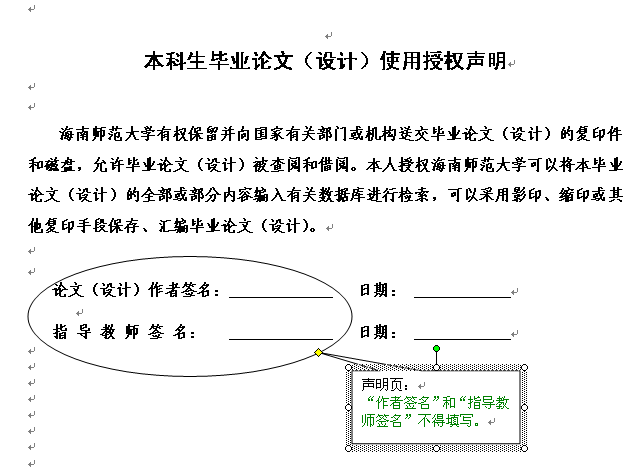 本科生毕业论文（设计）使用授权声明
海南师范大学有权保留并向国家有关部门或机构送交毕业论文（设计）的复印件
和磁盘，允许毕业论文（设计）被查阅和借阅。本人授权海南师范大学可以将本毕业
论文（设计）的全部或部分内容编入有关数据库进行检索，可以采用影印、缩印或其
他复印手段保存、汇编毕业论文（设计）。
论文（设计）作者签名：＿＿＿＿＿ 日期：＿＿＿＿＿
指 导 教 师 签 名：＿＿＿＿＿ 日期：＿＿＿＿＿
声明页：
“作者签名”和“指导教
师签名”不得填写。